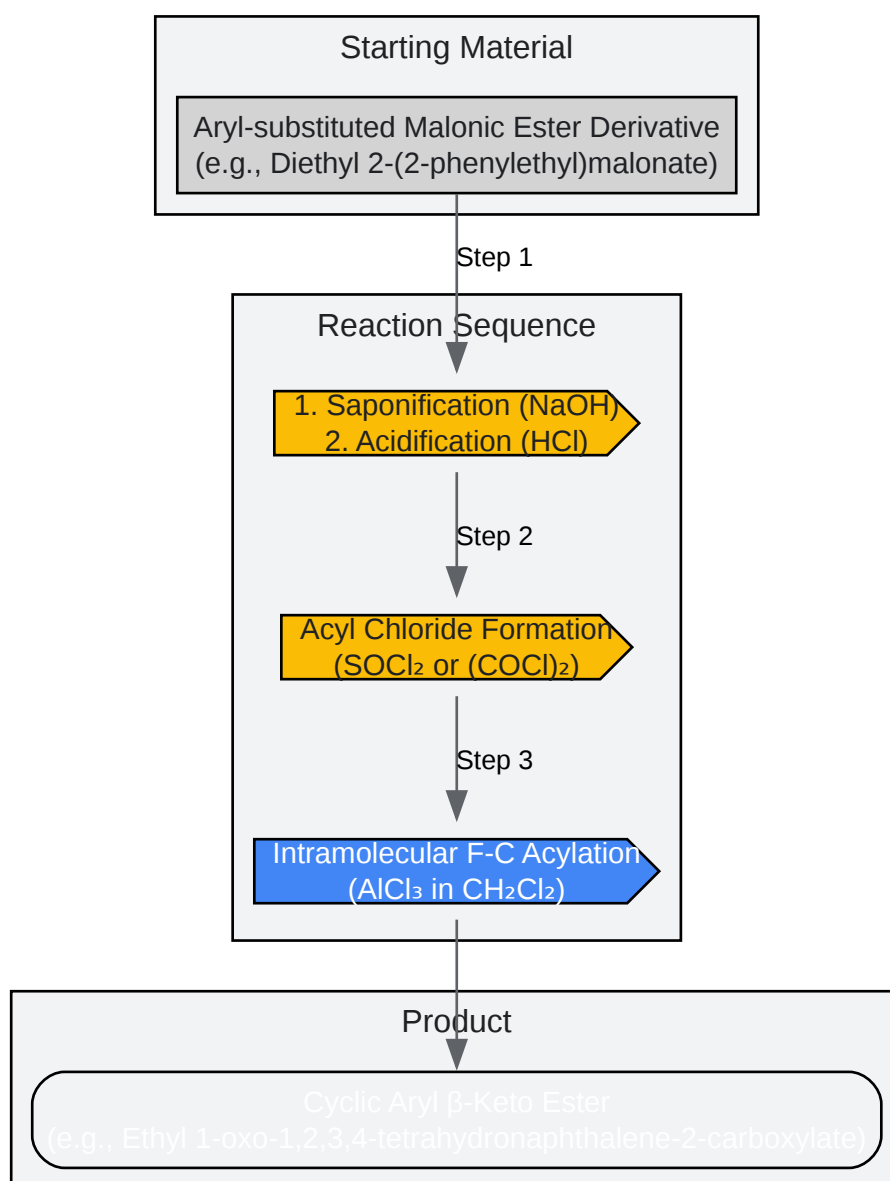 Starting Material
Aryl-substituted Malonic Ester Derivative
(e.g., Diethyl 2-(2-phenylethyl)malonate)
Step 1
Reaction Sequence
1. Saponification (NaOH)
2. Acidification (HCl)
Step 2
Acyl Chloride Formation
(SOCl₂ or (COCl)₂)
Step 3
Intramolecular F-C Acylation
(AlCl₃ in CH₂Cl₂)
Product
Cyclic Aryl β-Keto Ester
(e.g., Ethyl 1-oxo-1,2,3,4-tetrahydronaphthalene-2-carboxylate)